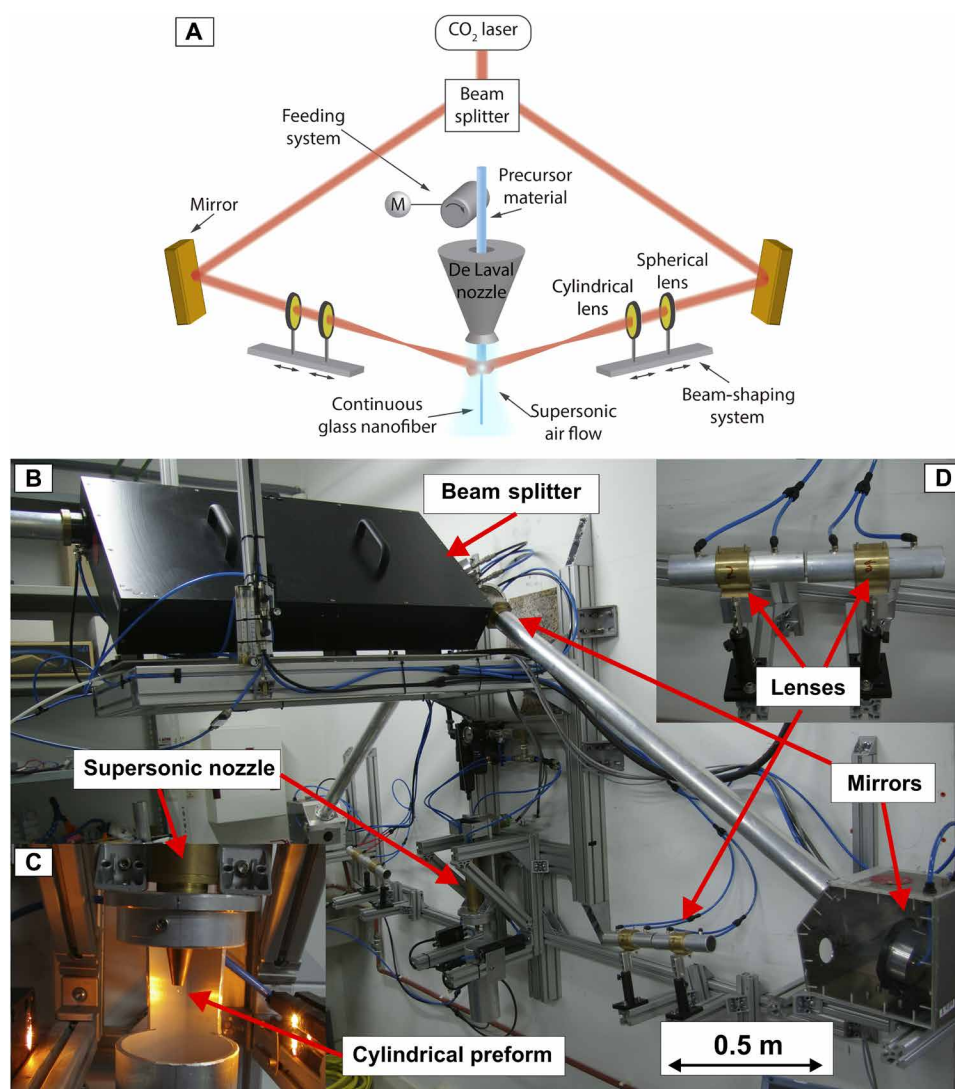 A
CO₂ laser
Beam
splitter
Feeding
system
Precursor
material
M
Mirror
De Laval
nozzle
Cylindrical
lens
Spherical
lens
Continuous
glass nanofiber
Supersonic
air flow
Beam-shaping
system
B
Beam splitter
D
Lenses
Supersonic nozzle
Mirrors
C
Cylindrical preform
0.5 m